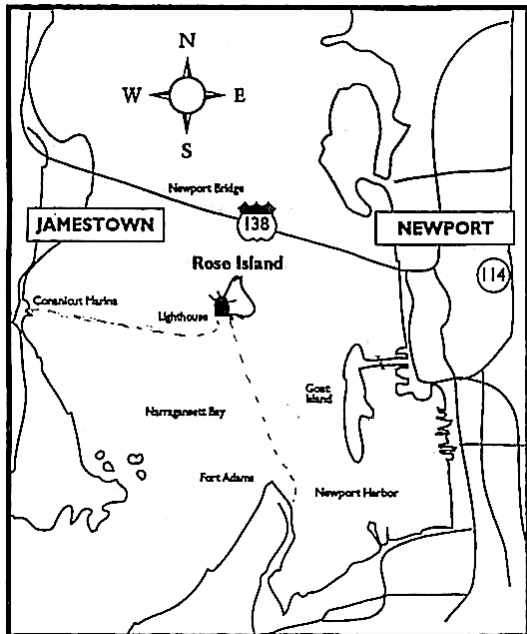 N
W E
S
Newport Bridge
JAMESTOWN
138
NEWPORT
Rose Island
114
Conanicut Marina
Lighthouse
Goat
Island
Narragansett Bay
Fort Adams
Newport Harbor